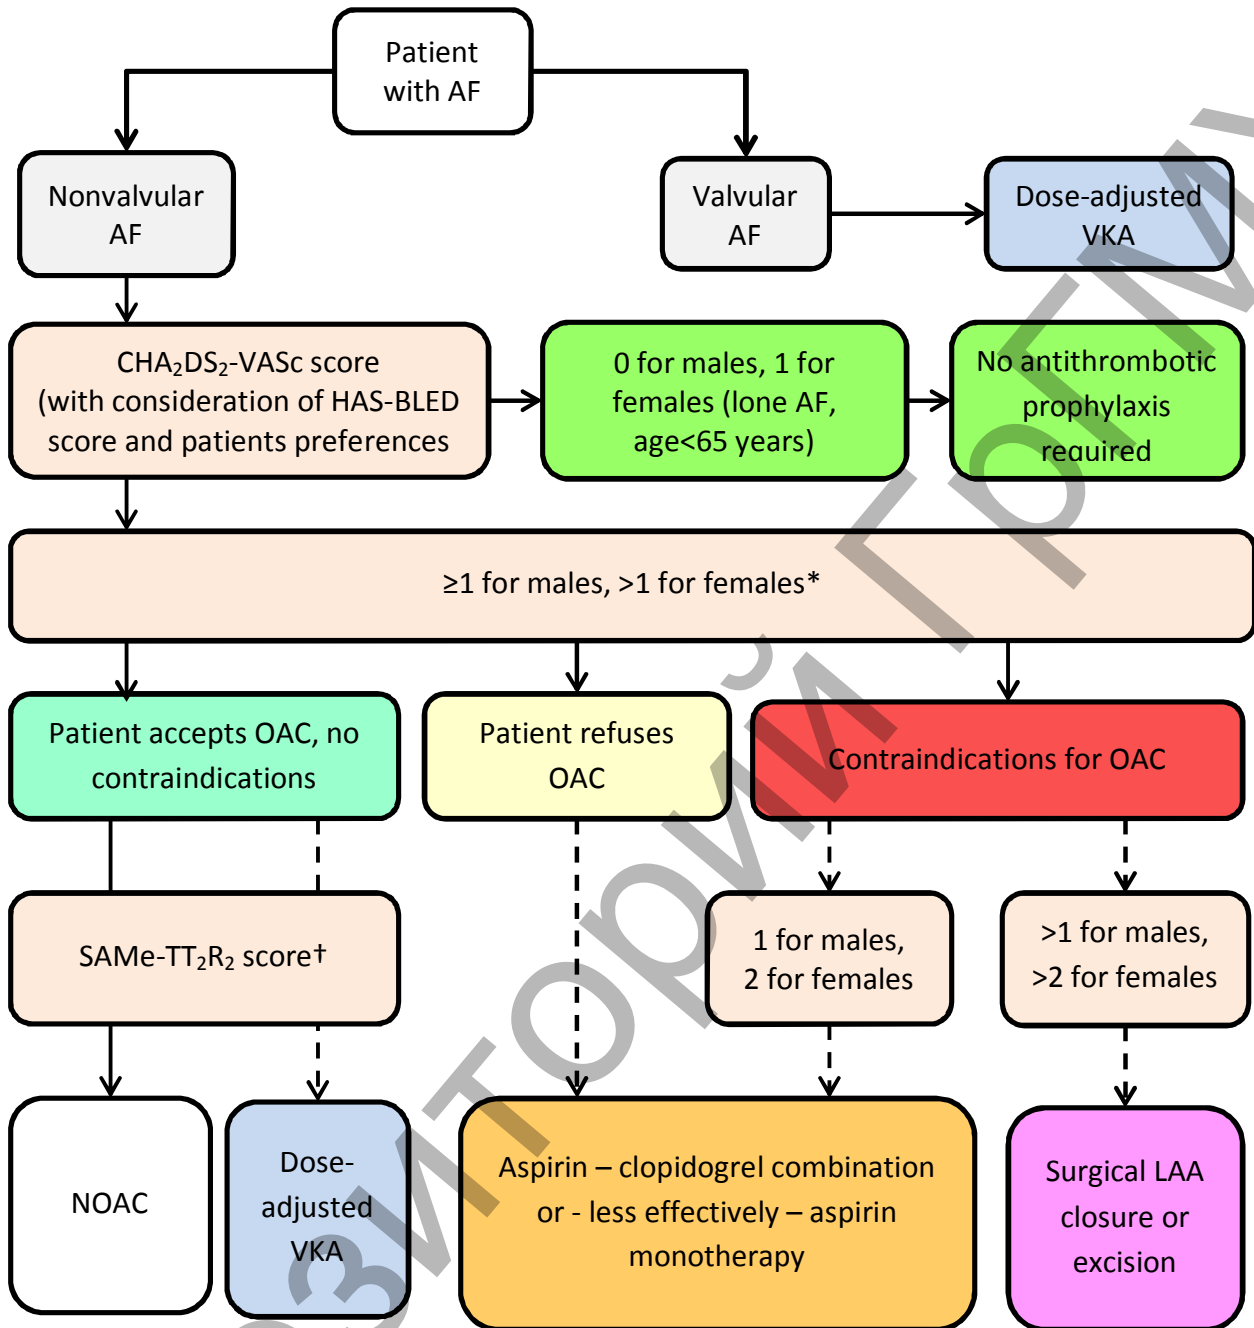 Patient
with AF
Nonvalvular
AF
Valvular
AF
Dose-adjusted
VKA
CHA₂DS₂-VASc score
(with consideration of HAS-BLED
score and patients preferences
0 for males, 1 for
females (lone AF,
age<65 years)
No antithrombotic
prophylaxis
required
≥1 for males, >1 for females*
Patient accepts OAC, no
contraindications
Patient refuses
OAC
Contraindications for OAC
SAMe-TT₂R₂ score†
1 for males,
2 for females
>1 for males,
>2 for females
NOAC
Dose-
adjusted
VKA
Aspirin – clopidogrel combination
or - less effectively – aspirin
monotherapy
Surgical LAA
closure or
excision